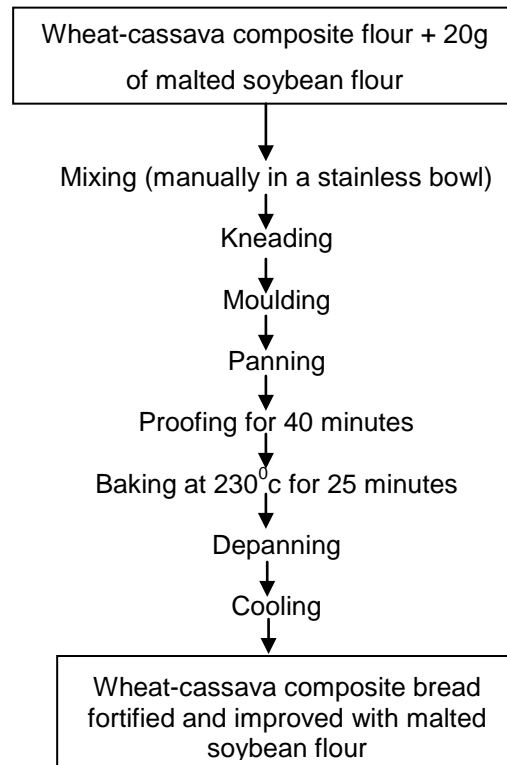 Wheat-cassava composite flour + 20g
of malted soybean flour
Mixing (manually in a stainless bowl)
Kneading
Moulding
Panning
Proofing for 40 minutes
Baking at 230⁰c for 25 minutes
Depanning
Cooling
Wheat-cassava composite bread
fortified and improved with malted
soybean flour